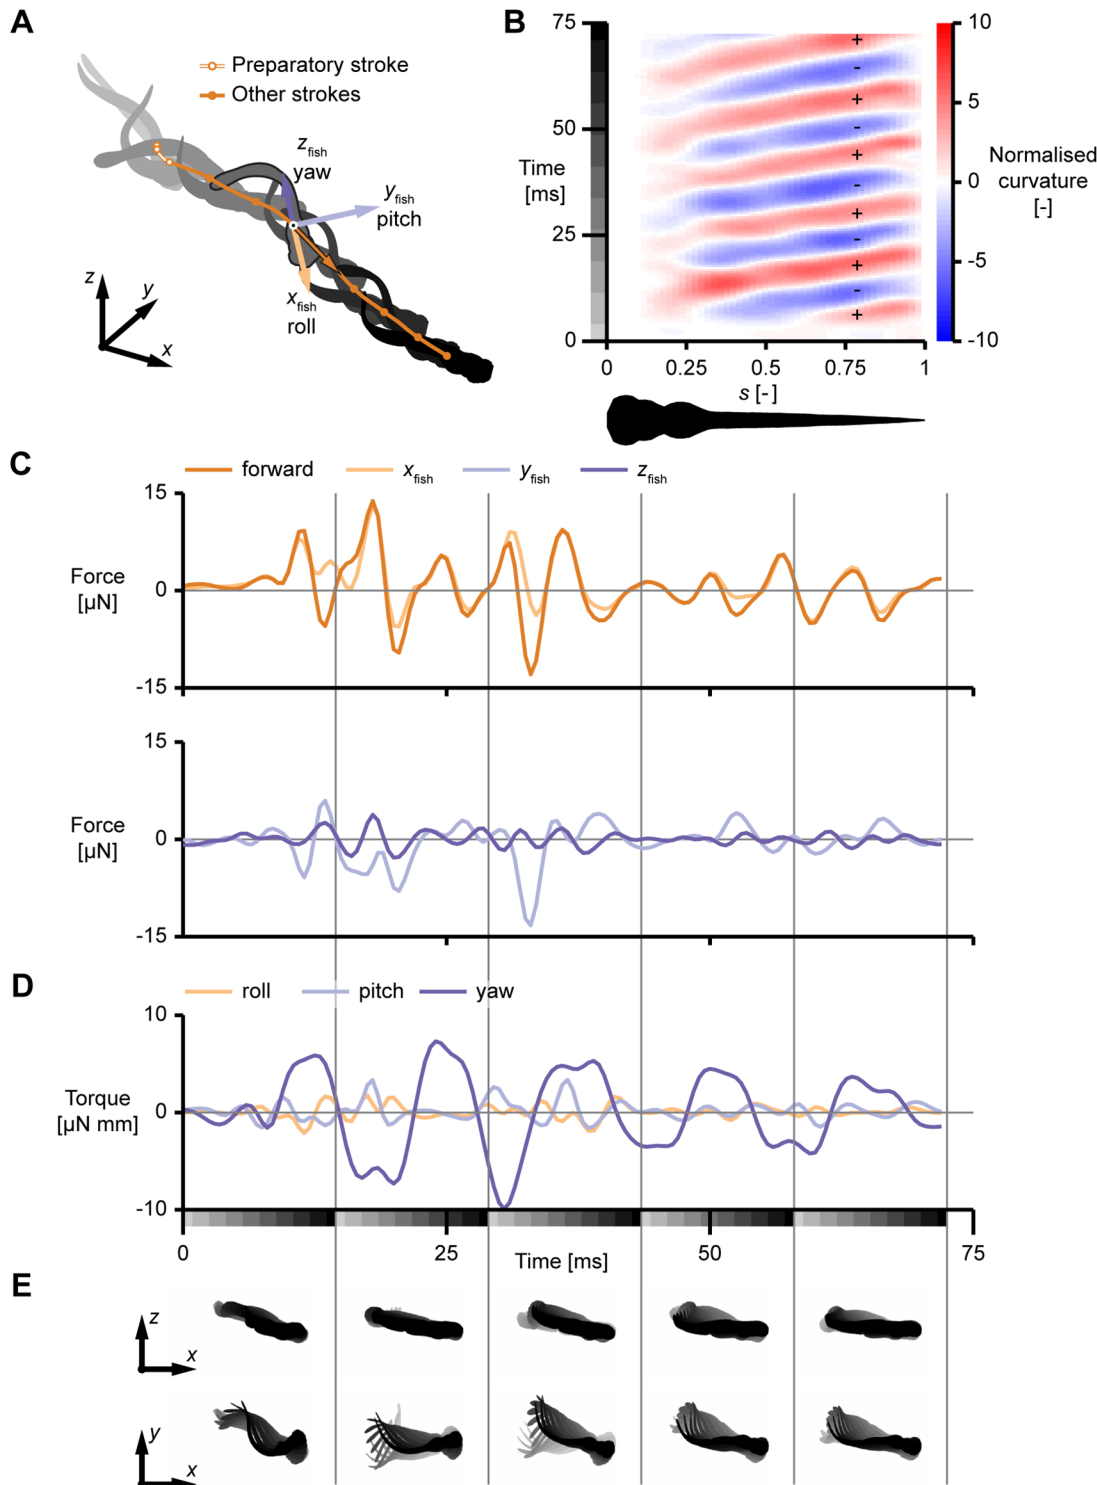 A
Preparatory stroke
Other strokes
z fish
yaw
y fish
pitch
x fish
roll
z
y
x
B
75
50
Time
[ms]
25
0
0
0.25
0.5
0.75
1
s [-]
+
-
+
-
+
-
+
-
+
-
+
10
5
0
-5
-10
Normalised
curvature
[-]
C
forward
x fish
y fish
z fish
15
Force
[µN]
0
-15
15
Force
[µN]
0
-15
D
roll
pitch
yaw
10
Torque
[µN mm]
0
-10
0
25
Time [ms]
50
75
E
z
x
y
x